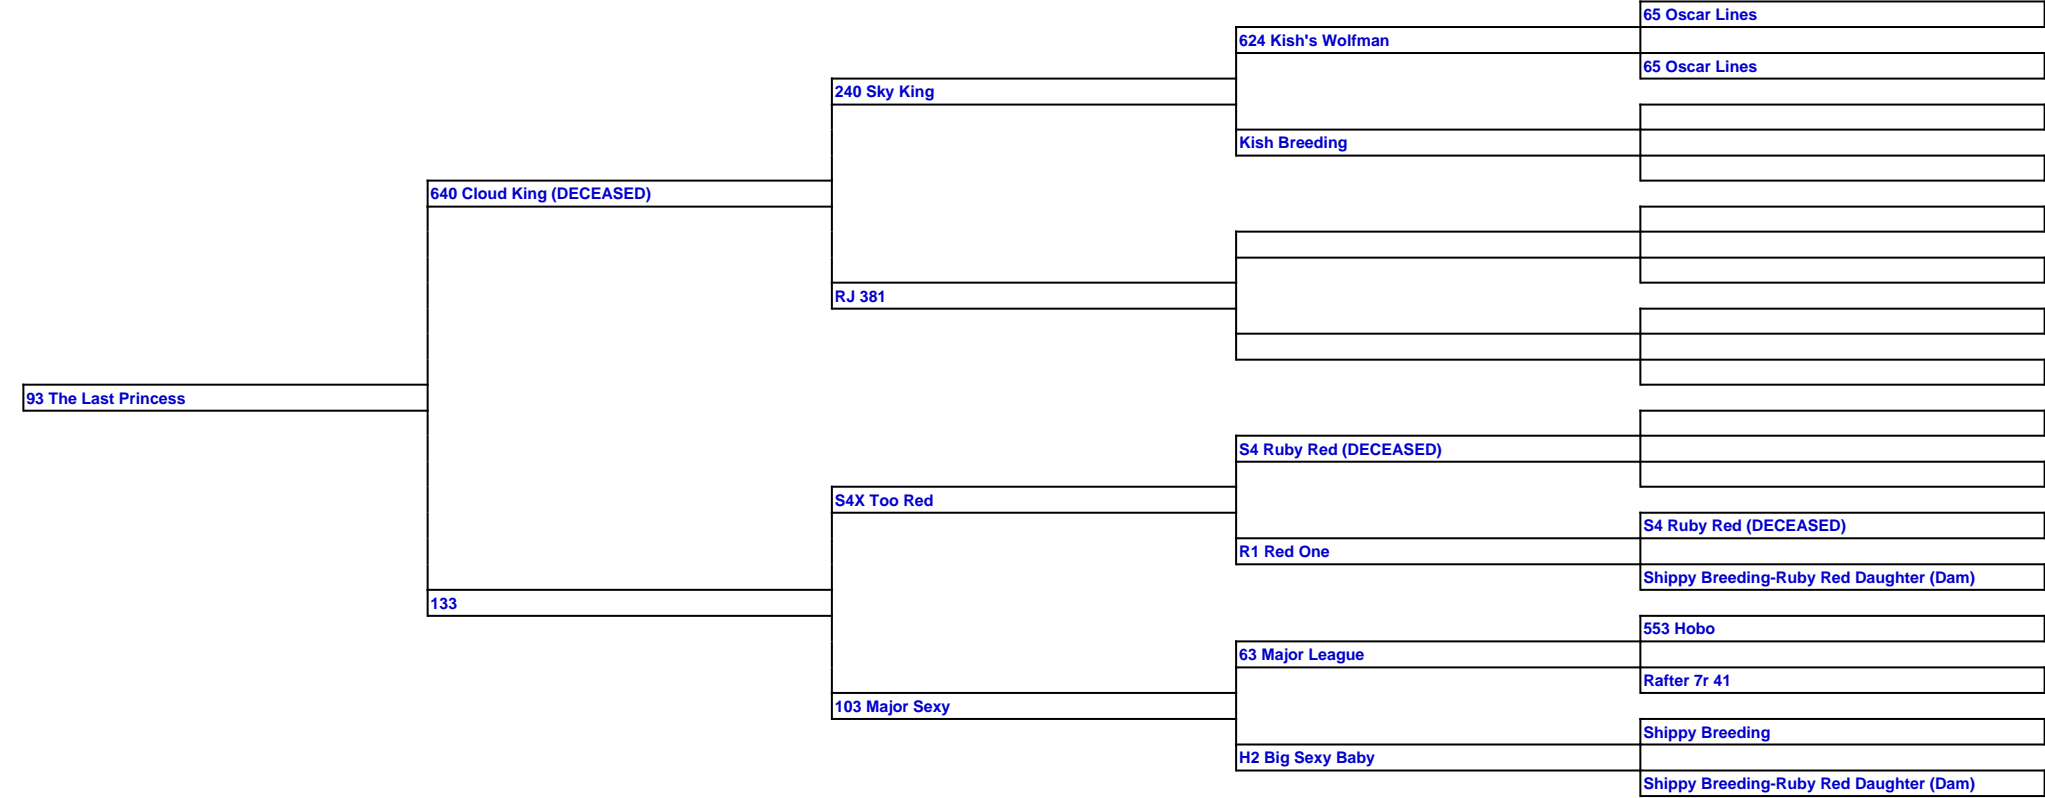 65 Oscar Lines
624 Kish's Wolfman
65 Oscar Lines
240 Sky King
Kish Breeding
640 Cloud King (DECEASED)
RJ 381
93 The Last Princess
S4 Ruby Red (DECEASED)
S4X Too Red
S4 Ruby Red (DECEASED)
R1 Red One
Shippy Breeding-Ruby Red Daughter (Dam)
133
553 Hobo
63 Major League
Rafter 7r 41
103 Major Sexy
Shippy Breeding
H2 Big Sexy Baby
Shippy Breeding-Ruby Red Daughter (Dam)